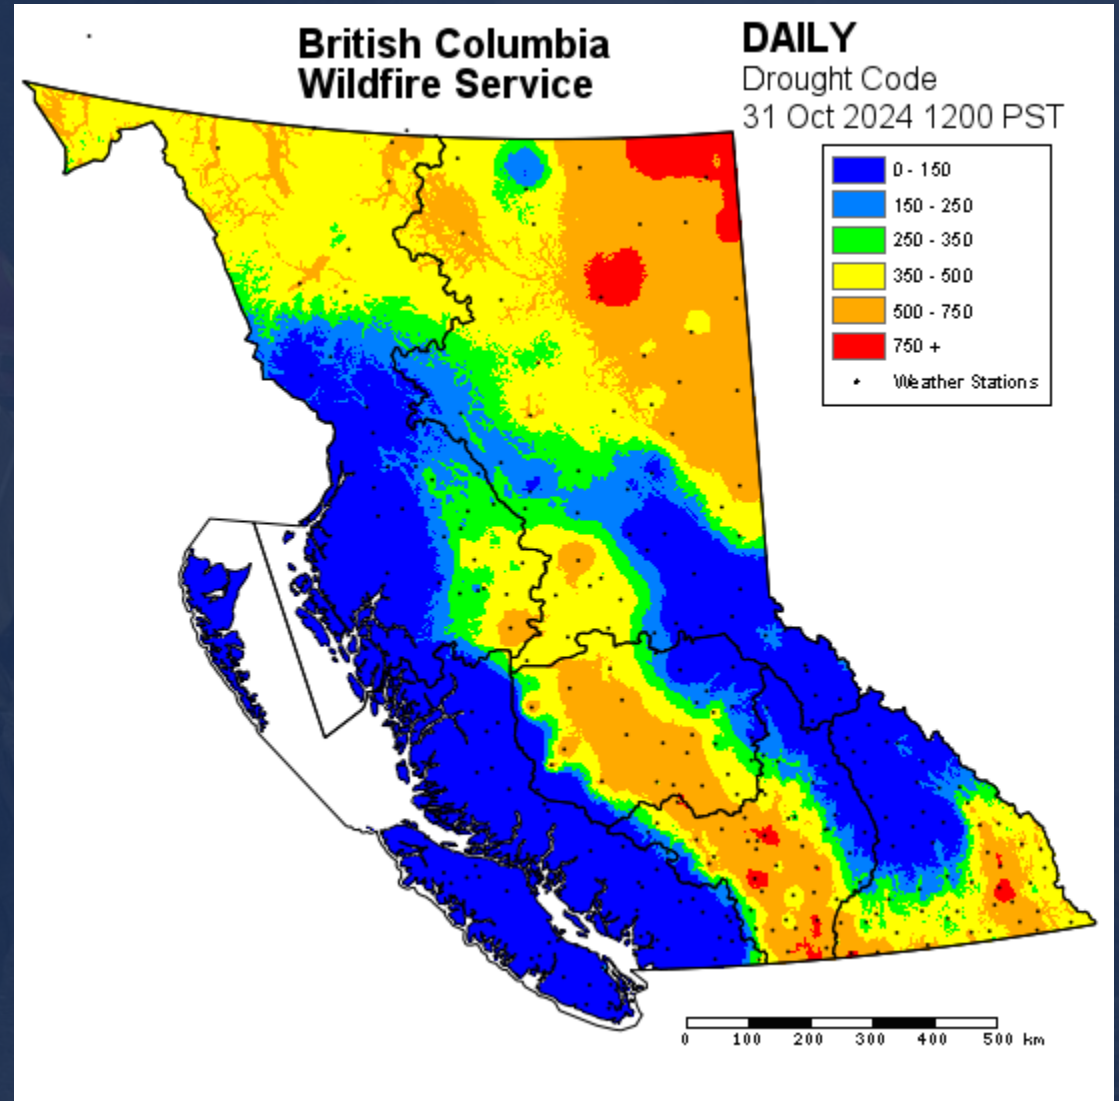 British Columbia
Wildfire Service
DAILY
Drought Code
31 Oct 2024 1200 PST
0 - 150
150 - 250
250 - 350
350 - 500
500 - 750
750 +
Weather Stations
0 100 200 300 400 500 km